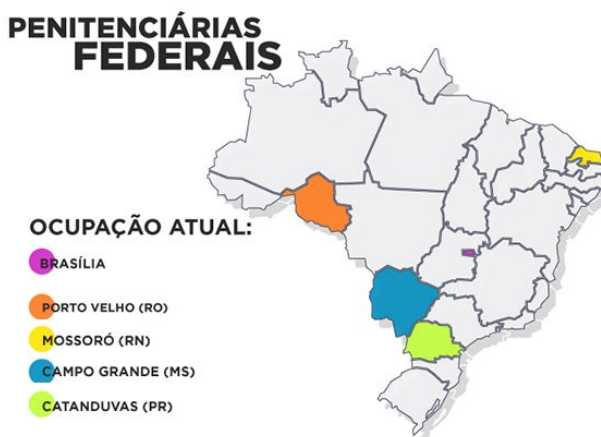 PENITENCIÁRIAS
FEDERAIS
OCUPAÇÃO ATUAL:
BRASÍLIA
PORTO VELHO (RO)
MOSSORÓ (RN)
CAMPO GRANDE (MS)
CATANDUVAS (PR)